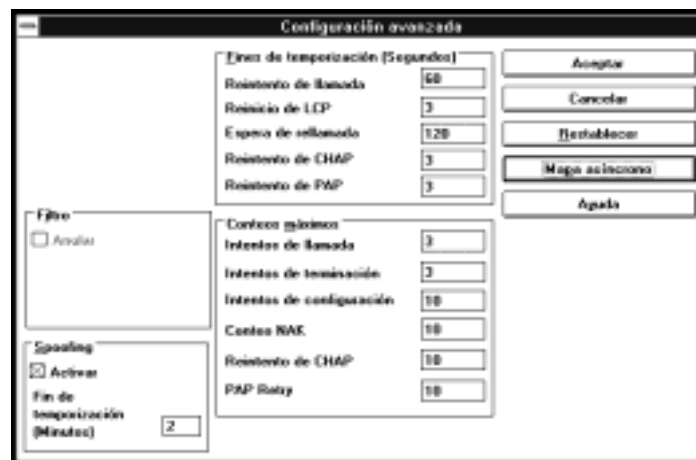 Configuración avanzada
Fines de temporización (Segundos)
Reintento de llamada 60
Reinicio de LCP 3
Espera de rellamada 120
Reintento de CHAP 3
Reintento de PAP 3
Aceptar
Cancelar
Restablecer
Mapa asíncrono
Ayuda
Filtro
Anular
Conteos máximos
Intentos de llamada 3
Intentos de terminación 3
Intentos de configuración 10
Conteo NAK 10
Reintento de CHAP 10
PAP Retry 10
Spoofing
Activar
Fin de
temporización
(Minutos) 2